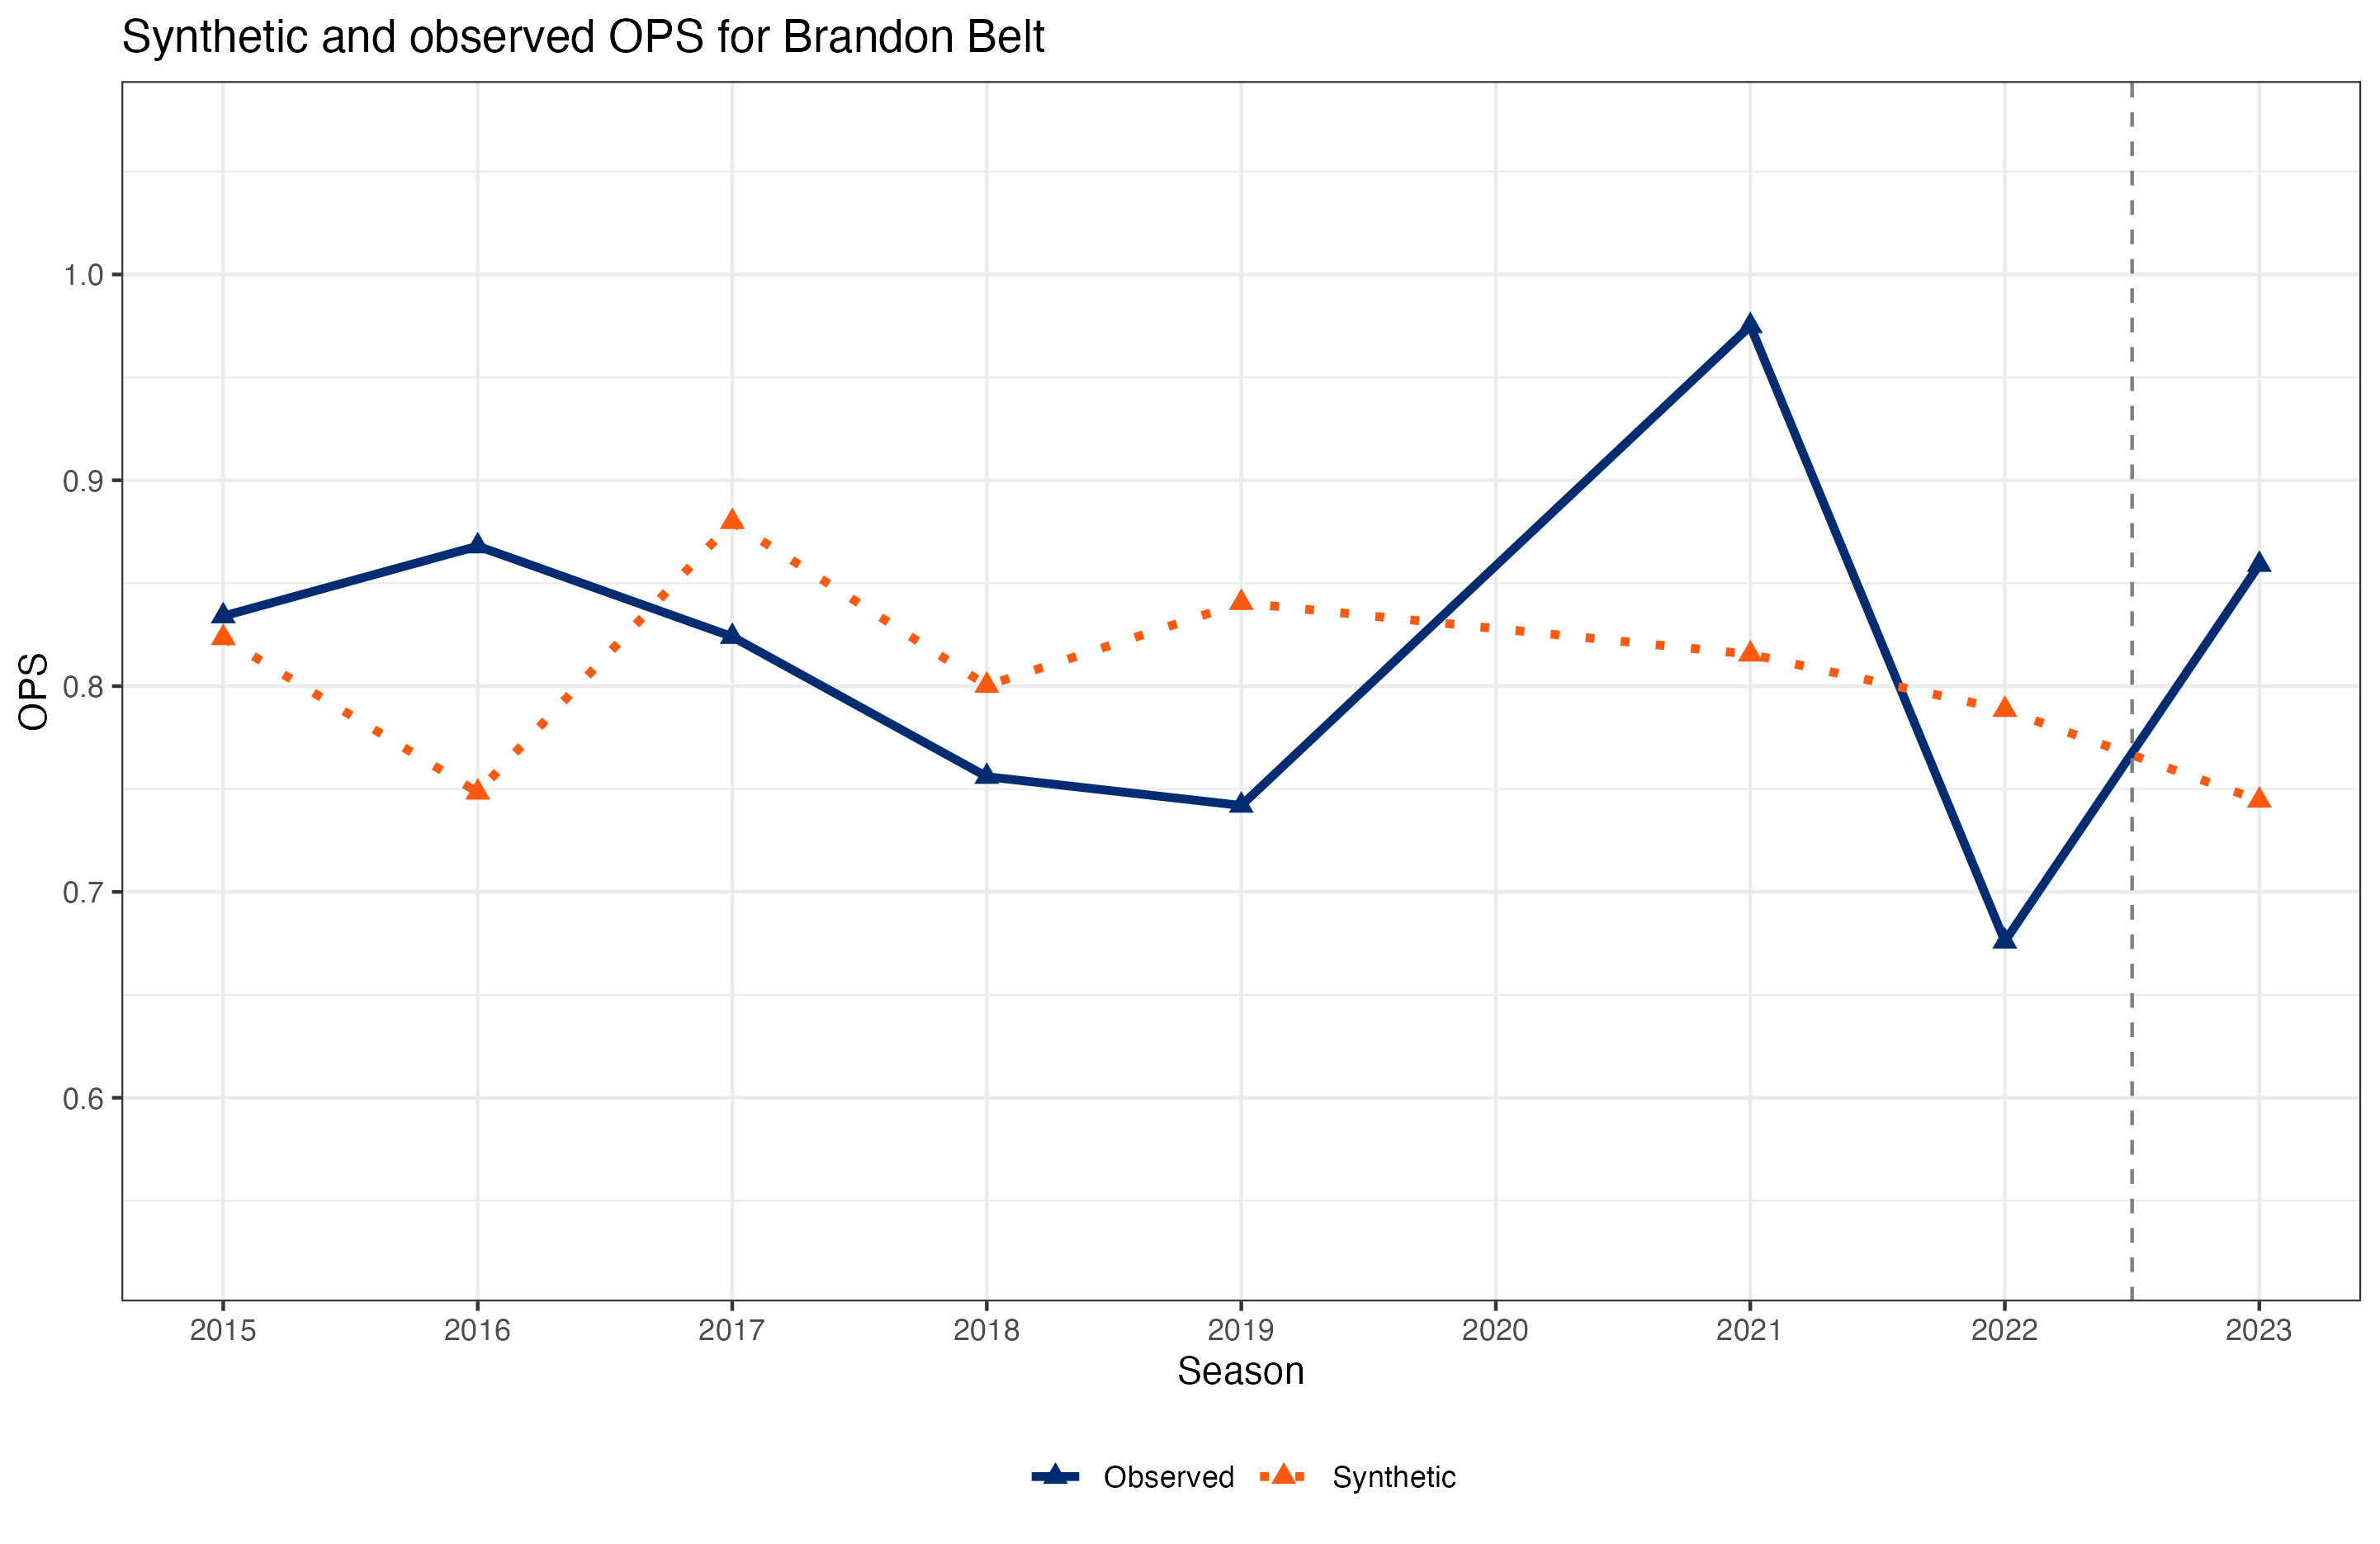 Synthetic and observed OPS for Brandon Belt
OPS
1.0
0.9
0.8
0.7
0.6
2015 2016 2017 2018 2019 2020 2021 2022 2023
Season
Observed Synthetic